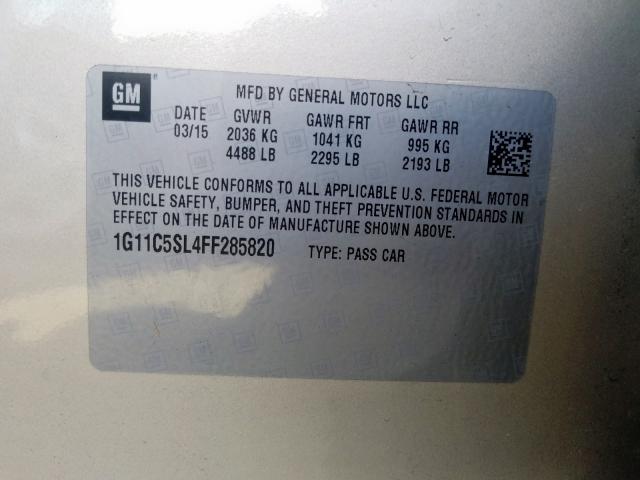 GM
MFD BY GENERAL MOTORS LLC
DATE GVWR GAWR FRT GAWR RR
03/15 2036 KG 1041 KG 995 KG
4488 LB 2295 LB 2193 LB
THIS VEHICLE CONFORMS TO ALL APPLICABLE U.S. FEDERAL MOTOR
VEHICLE SAFETY, BUMPER, AND THEFT PREVENTION STANDARDS IN
EFFECT ON THE DATE OF MANUFACTURE SHOWN ABOVE.
1G11C5SL4FF285820 TYPE: PASS CAR